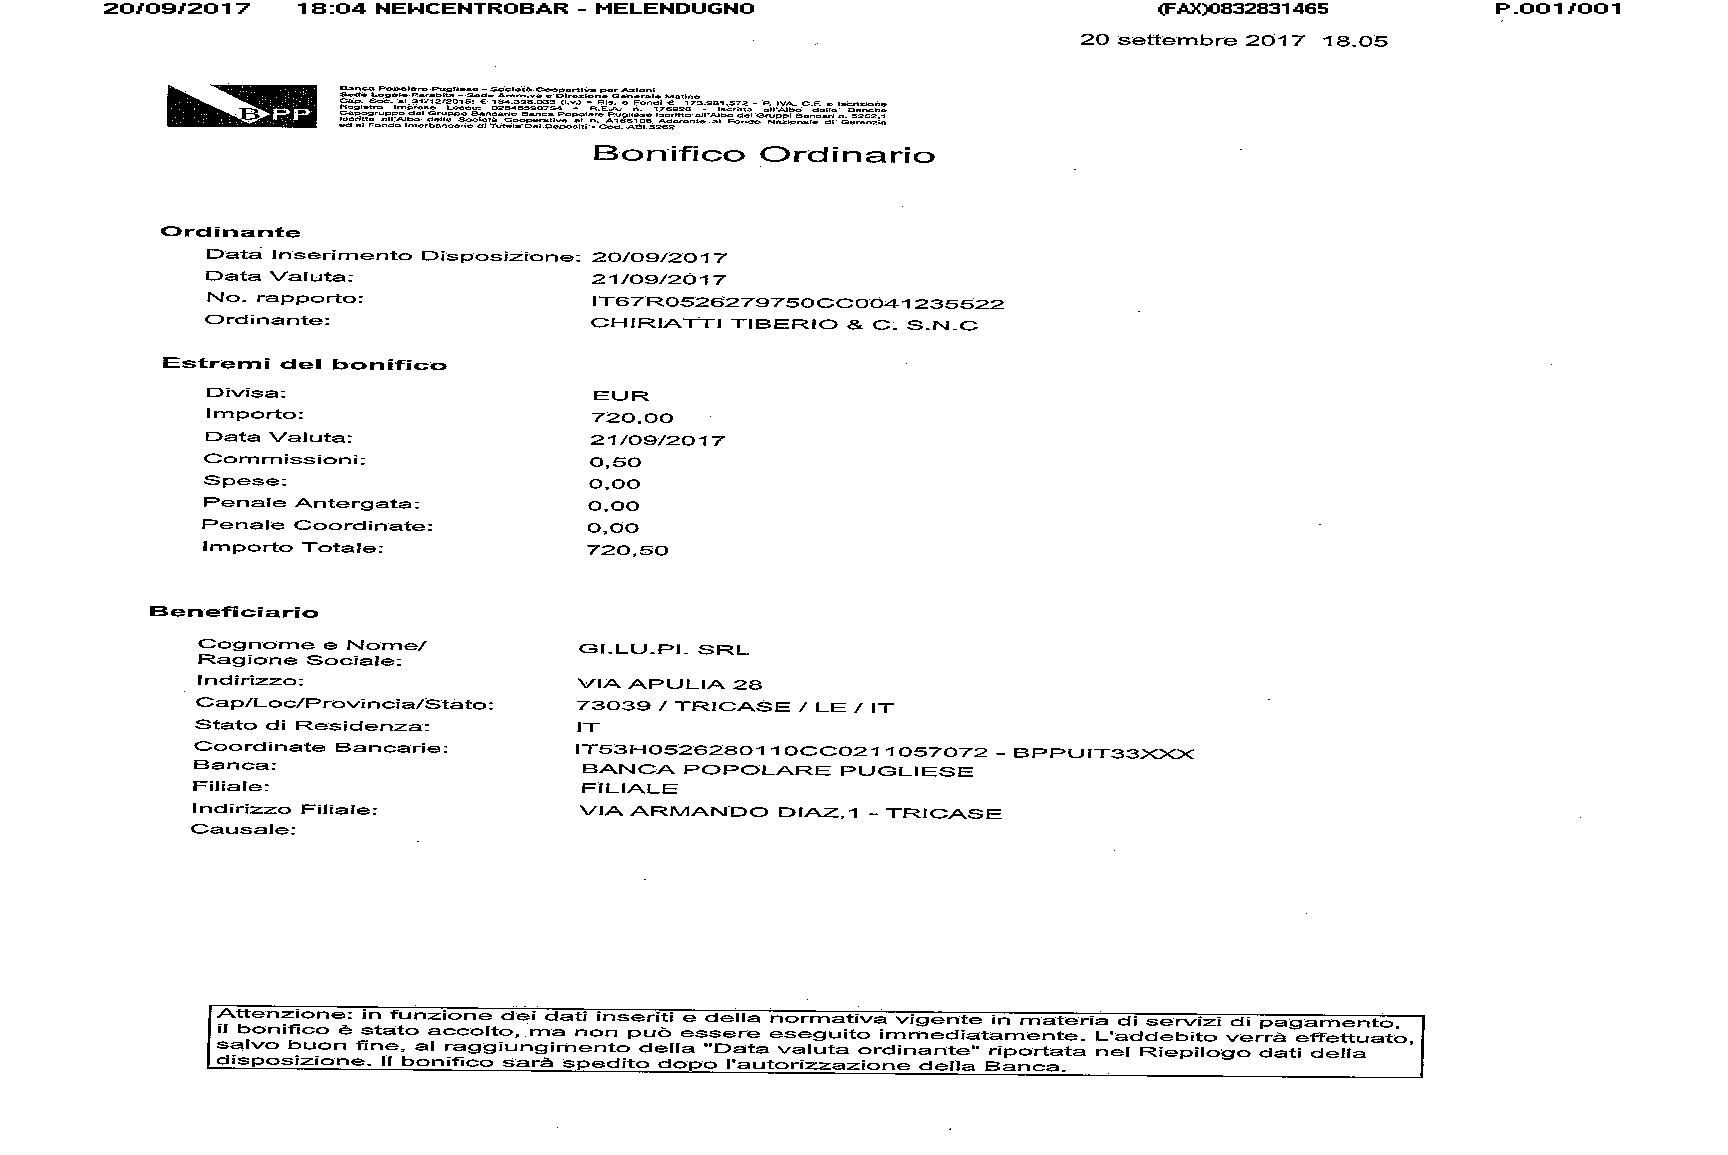 20/09/2017 18:04 NEWCENTROBAR - MELENDUGNO (FAX)0832831465 P.001/001
20 settembre 2017 18.05
BPP
Banca Popolare Pugliese - Società Cooperativa per Azioni
Sede Legale Parabita - Sede Amm.va e Direzione Generale Matino
Cap. Soc. al 31/12/2015: € (i.v.) - Ris. e Fondi € - P. IVA, C.F. e Iscrizione
Registro Imprese Lecce: - R.E.A. n. - Iscritta all'Albo delle Banche
Capogruppo del Gruppo Bancario Banca Popolare Pugliese iscritto all'Albo dei Gruppi Bancari n. 5262.1
Iscritta all'Albo delle Società Cooperative al n. Aderente al Fondo Nazionale di Garanzia
ed al Fondo Interbancario di Tutela Dei Depositi - Cod. ABI
Bonifico Ordinario
Ordinante
Data Inserimento Disposizione: 20/09/2017
Data Valuta: 21/09/2017
No. rapporto: IT67R0526279750CC0041235522
Ordinante: CHIRIATTI TIBERIO & C. S.N.C
Estremi del bonifico
Divisa: EUR
Importo: 720,00
Data Valuta: 21/09/2017
Commissioni: 0,50
Spese: 0,00
Penale Antergata: 0,00
Penale Coordinate: 0,00
Importo Totale: 720,50
Beneficiario
Cognome e Nome/
Ragione Sociale: GI.LU.PI. SRL
Indirizzo: VIA APULIA 28
Cap/Loc/Provincia/Stato: 73039 / TRICASE / LE / IT
Stato di Residenza: IT
Coordinate Bancarie: IT53H0526280110CC0211057072 - BPPUIT33XXX
Banca: BANCA POPOLARE PUGLIESE
Filiale: FILIALE
Indirizzo Filiale: VIA ARMANDO DIAZ,1 - TRICASE
Causale:
Attenzione: in funzione dei dati inseriti e della normativa vigente in materia di servizi di pagamento,
il bonifico è stato accolto, ma non può essere eseguito immediatamente. L'addebito verrà effettuato,
salvo buon fine, al raggiungimento della "Data valuta ordinante" riportata nel Riepilogo dati della
disposizione. Il bonifico sarà spedito dopo l'autorizzazione della Banca.